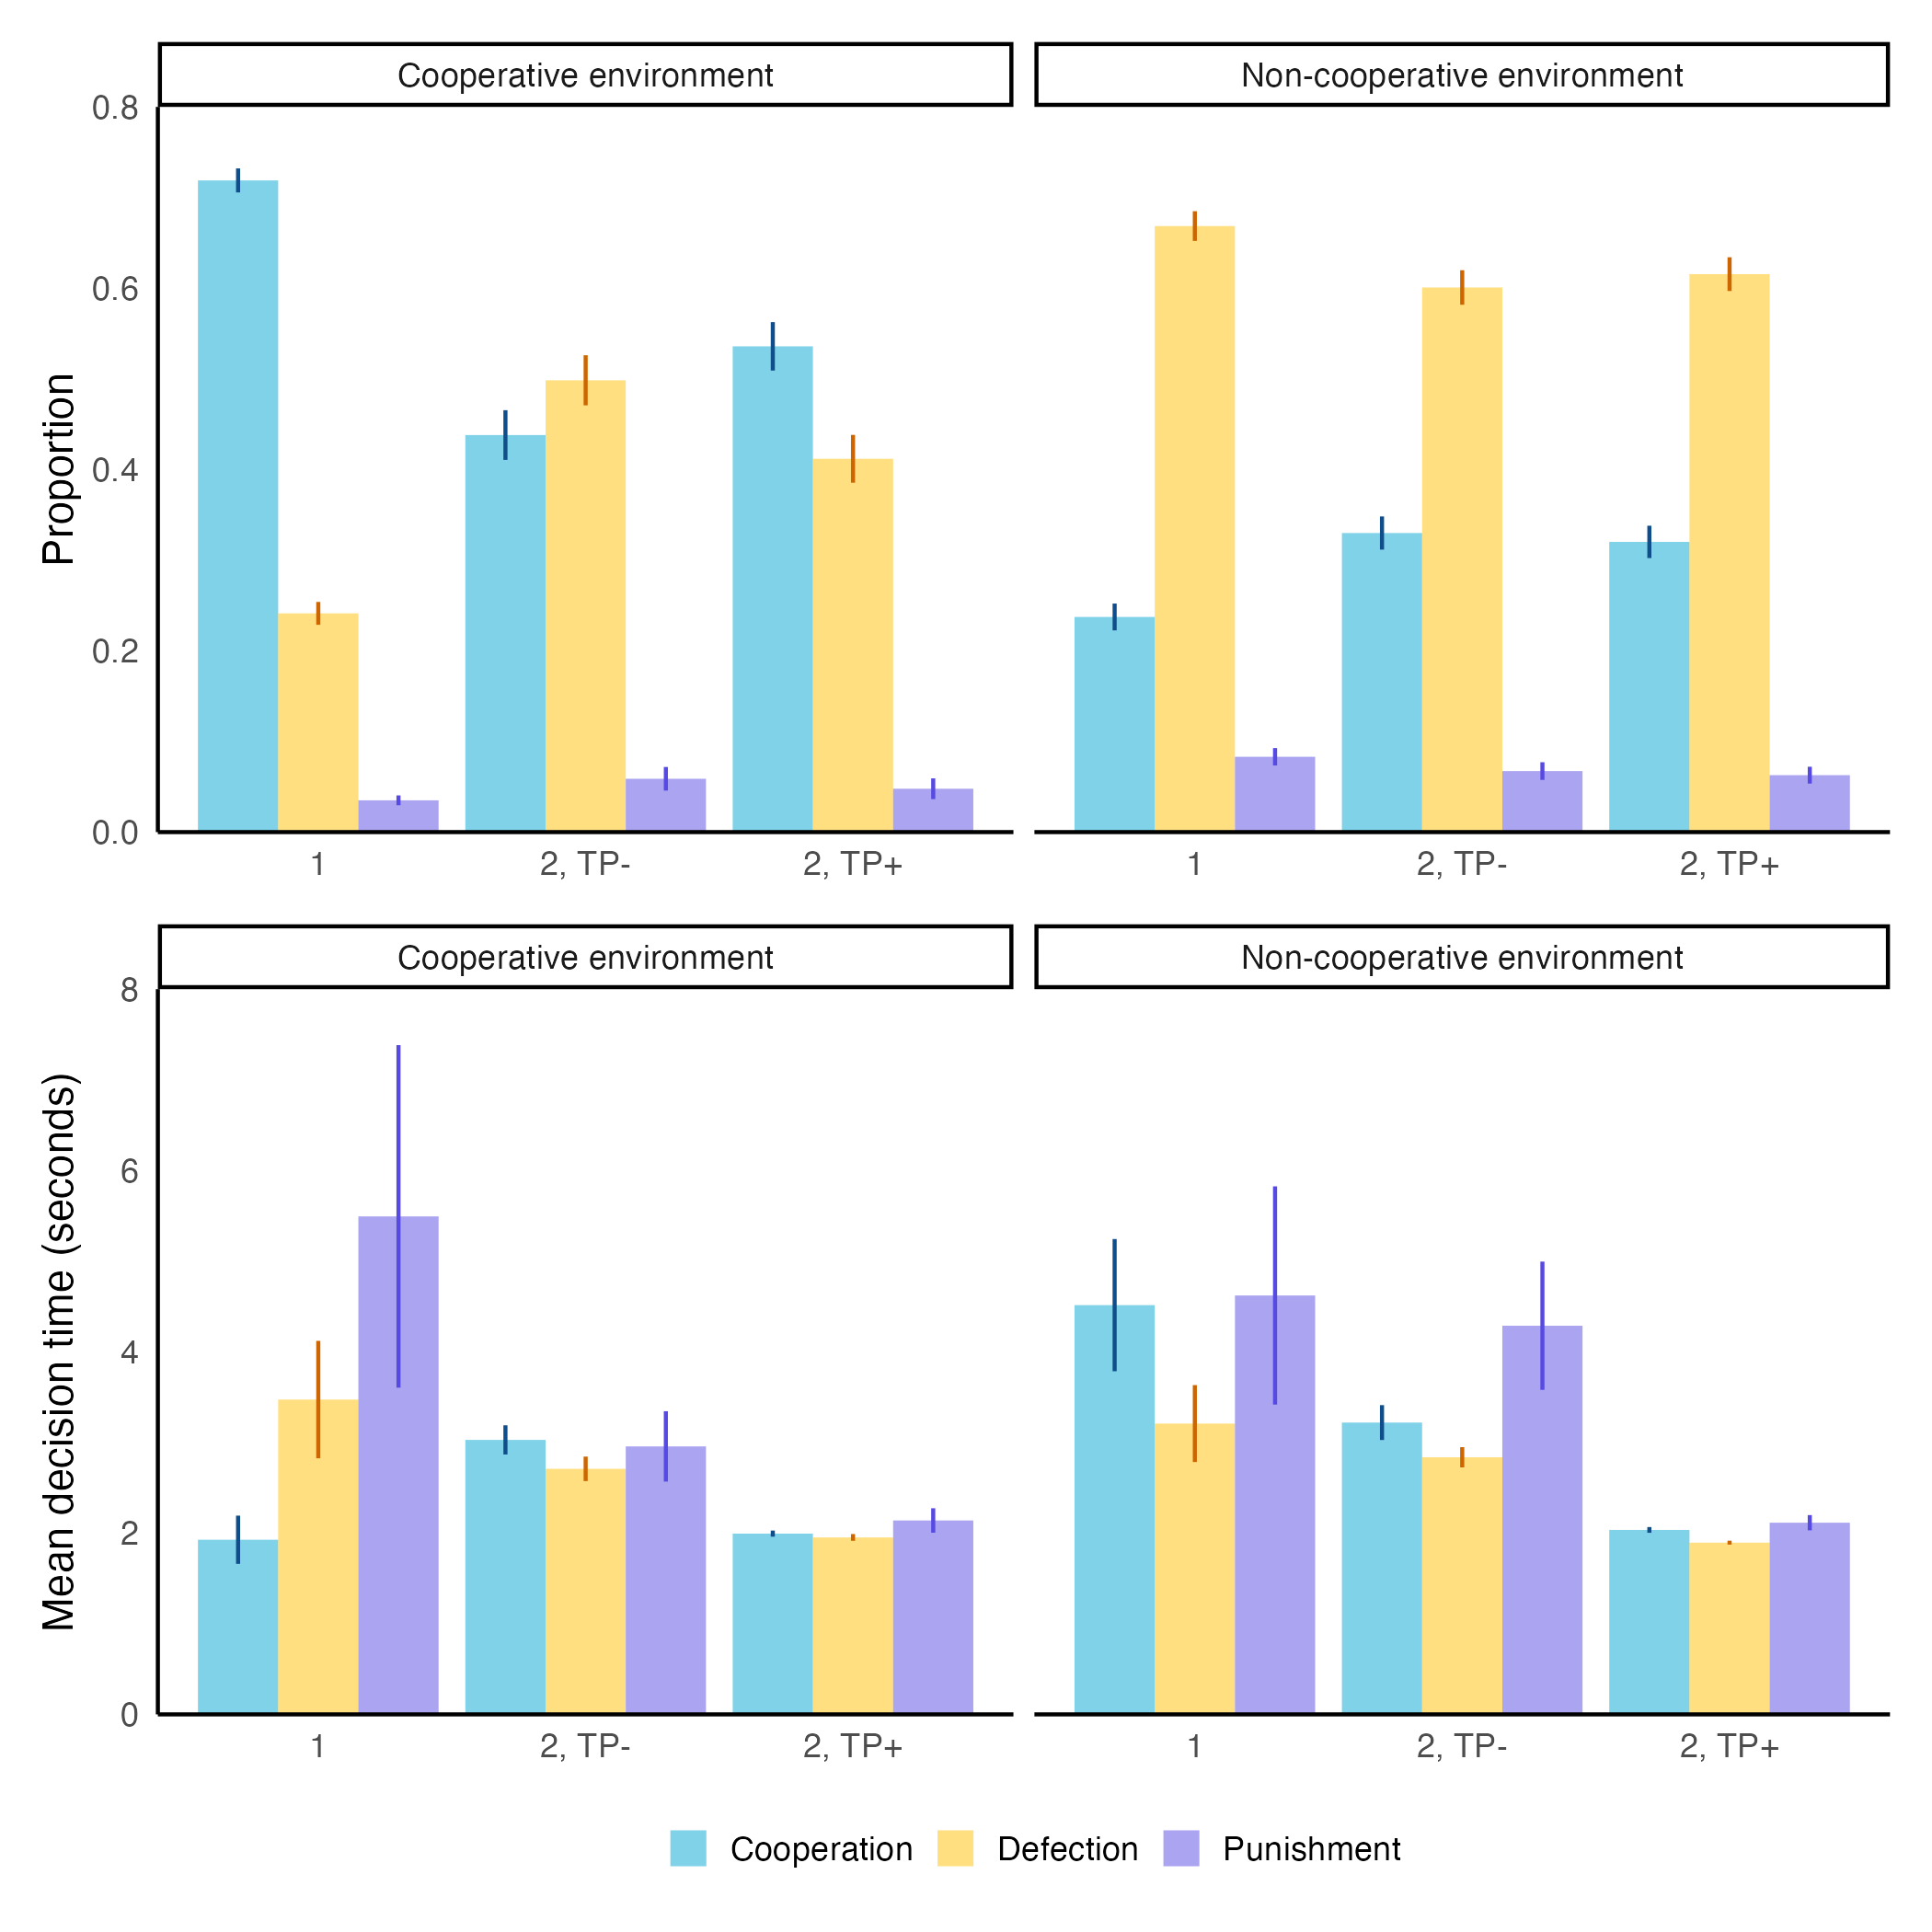 Cooperative environment
Non-cooperative environment
Proportion
0.8
0.6
0.4
0.2
0.0
1
2, TP-
2, TP+
1
2, TP-
2, TP+
Cooperative environment
Non-cooperative environment
Mean decision time (seconds)
8
6
4
2
0
1
2, TP-
2, TP+
1
2, TP-
2, TP+
Cooperation
Defection
Punishment